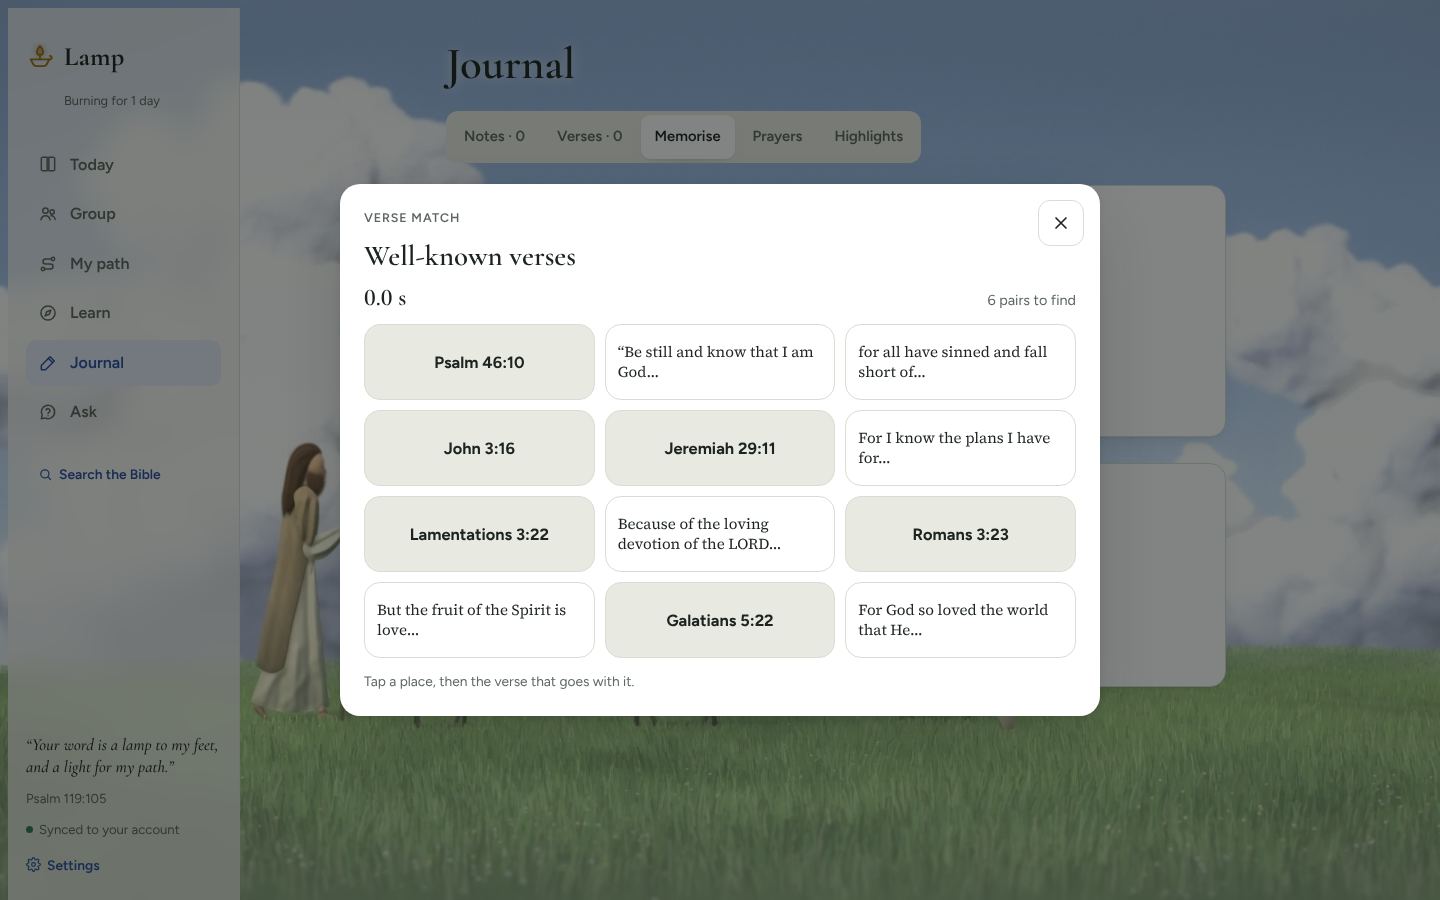 Lamp
Burning for 1 day
Today
Group
My path
Learn
Journal
Ask
Search the Bible
“Your word is a lamp to my feet,
and a light for my path.”
Psalm 119:105
Synced to your account
Settings
Journal
Notes · 0
Verses · 0
Memorise
Prayers
Highlights
VERSE MATCH
Well-known verses
0.0 s
6 pairs to find
Psalm 46:10
“Be still and know that I am
God...
for all have sinned and fall
short of...
John 3:16
Jeremiah 29:11
For I know the plans I have
for...
Lamentations 3:22
Because of the loving
devotion of the LORD...
Romans 3:23
But the fruit of the Spirit is
love...
Galatians 5:22
For God so loved the world
that He...
Tap a place, then the verse that goes with it.